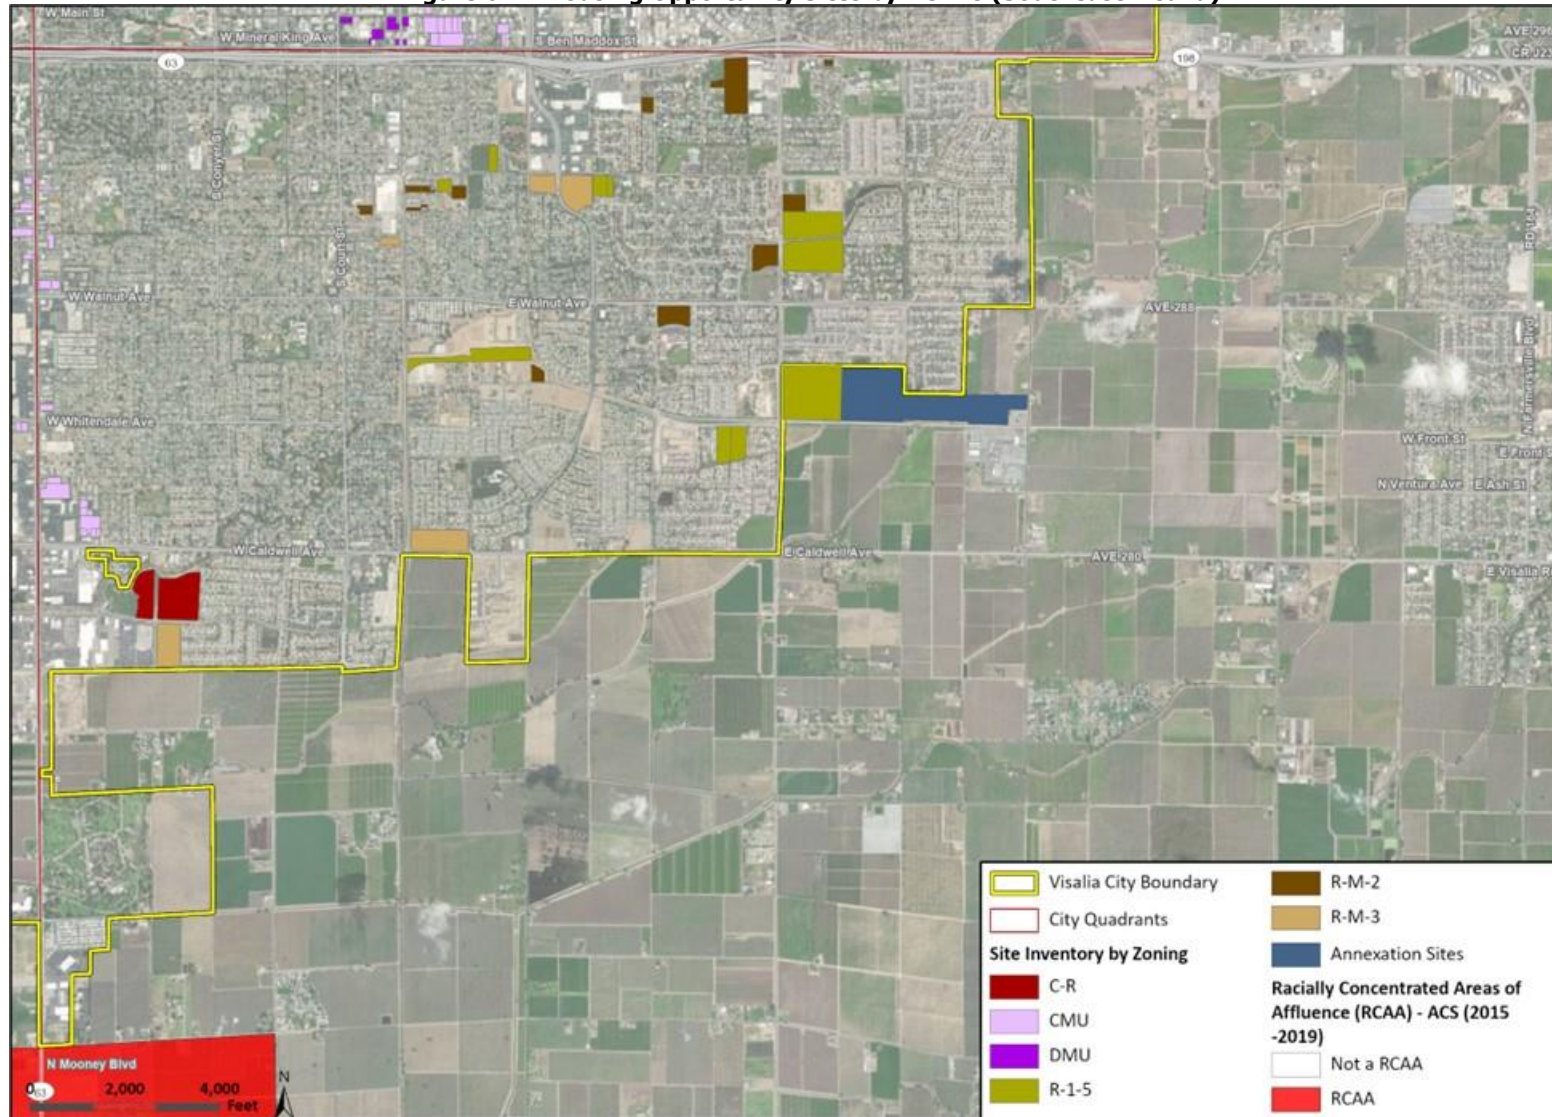 W Main St
W Mineral King Ave
S Ben Maddox St
AVE 296
63
198
S Conyer St
S Court St
RD 164
W Walnut Ave
E Walnut Ave
AVE 288
N Farmersville Blvd
W Whitendale Ave
W Front St
E Front S
N Ventura Ave
E Ash St
W Caldwell Ave
E Caldwell Ave
AVE 280
E Visalia R
N Mooney Blvd
63
0
2,000
4,000
Feet
N
Visalia City Boundary
City Quadrants
Site Inventory by Zoning
C-R
CMU
DMU
R-1-5
R-M-2
R-M-3
Annexation Sites
Racially Concentrated Areas of
Affluence (RCAA) - ACS (2015
-2019)
Not a RCAA
RCAA